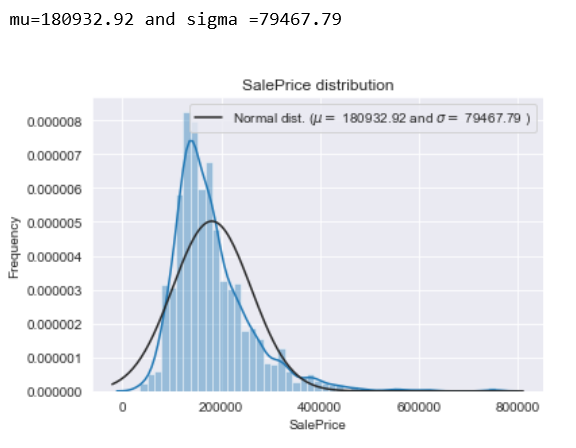 mu=180932.92 and sigma =79467.79
SalePrice distribution
Normal dist. (μ = 180932.92 and σ = 79467.79 )
0.000008
0.000007
0.000006
0.000005
0.000004
0.000003
0.000002
0.000001
0.000000
Frequency
0 200000 400000 600000 800000
SalePrice